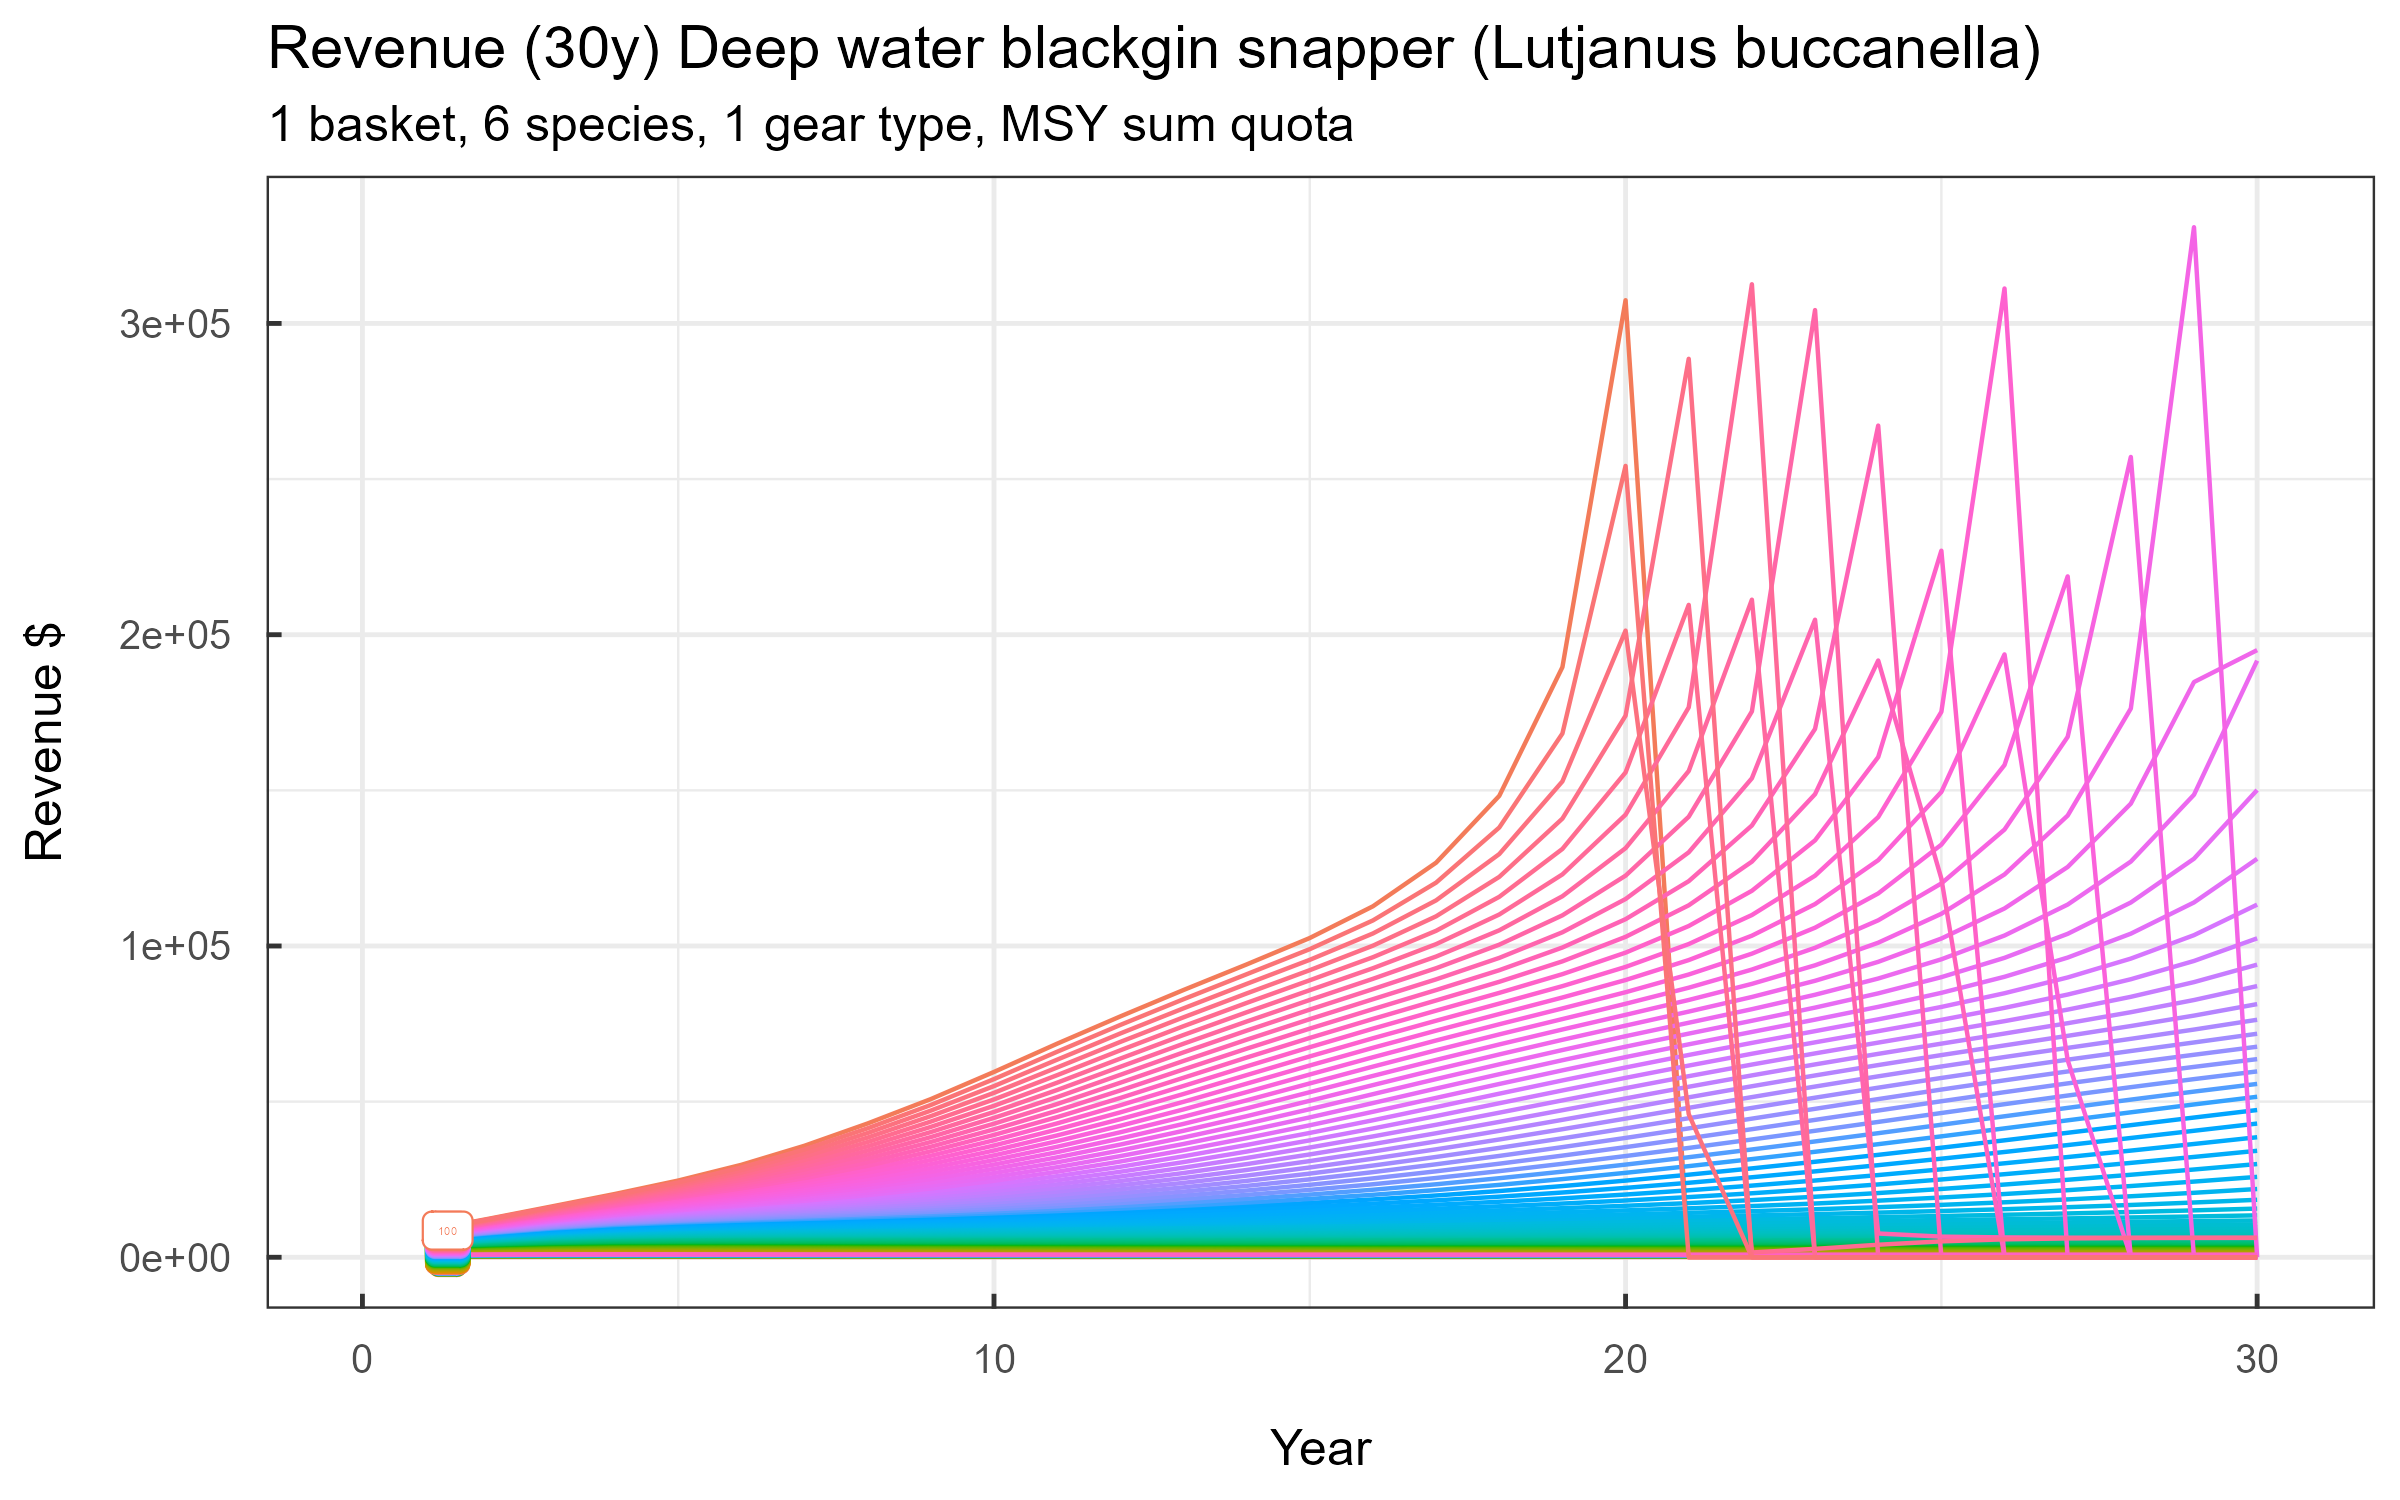 Revenue (30y) Deep water blackgin snapper (Lutjanus buccanella)
1 basket, 6 species, 1 gear type, MSY sum quota
Revenue $
3e+05
2e+05
1e+05
0e+00
100
0 10 20 30
Year